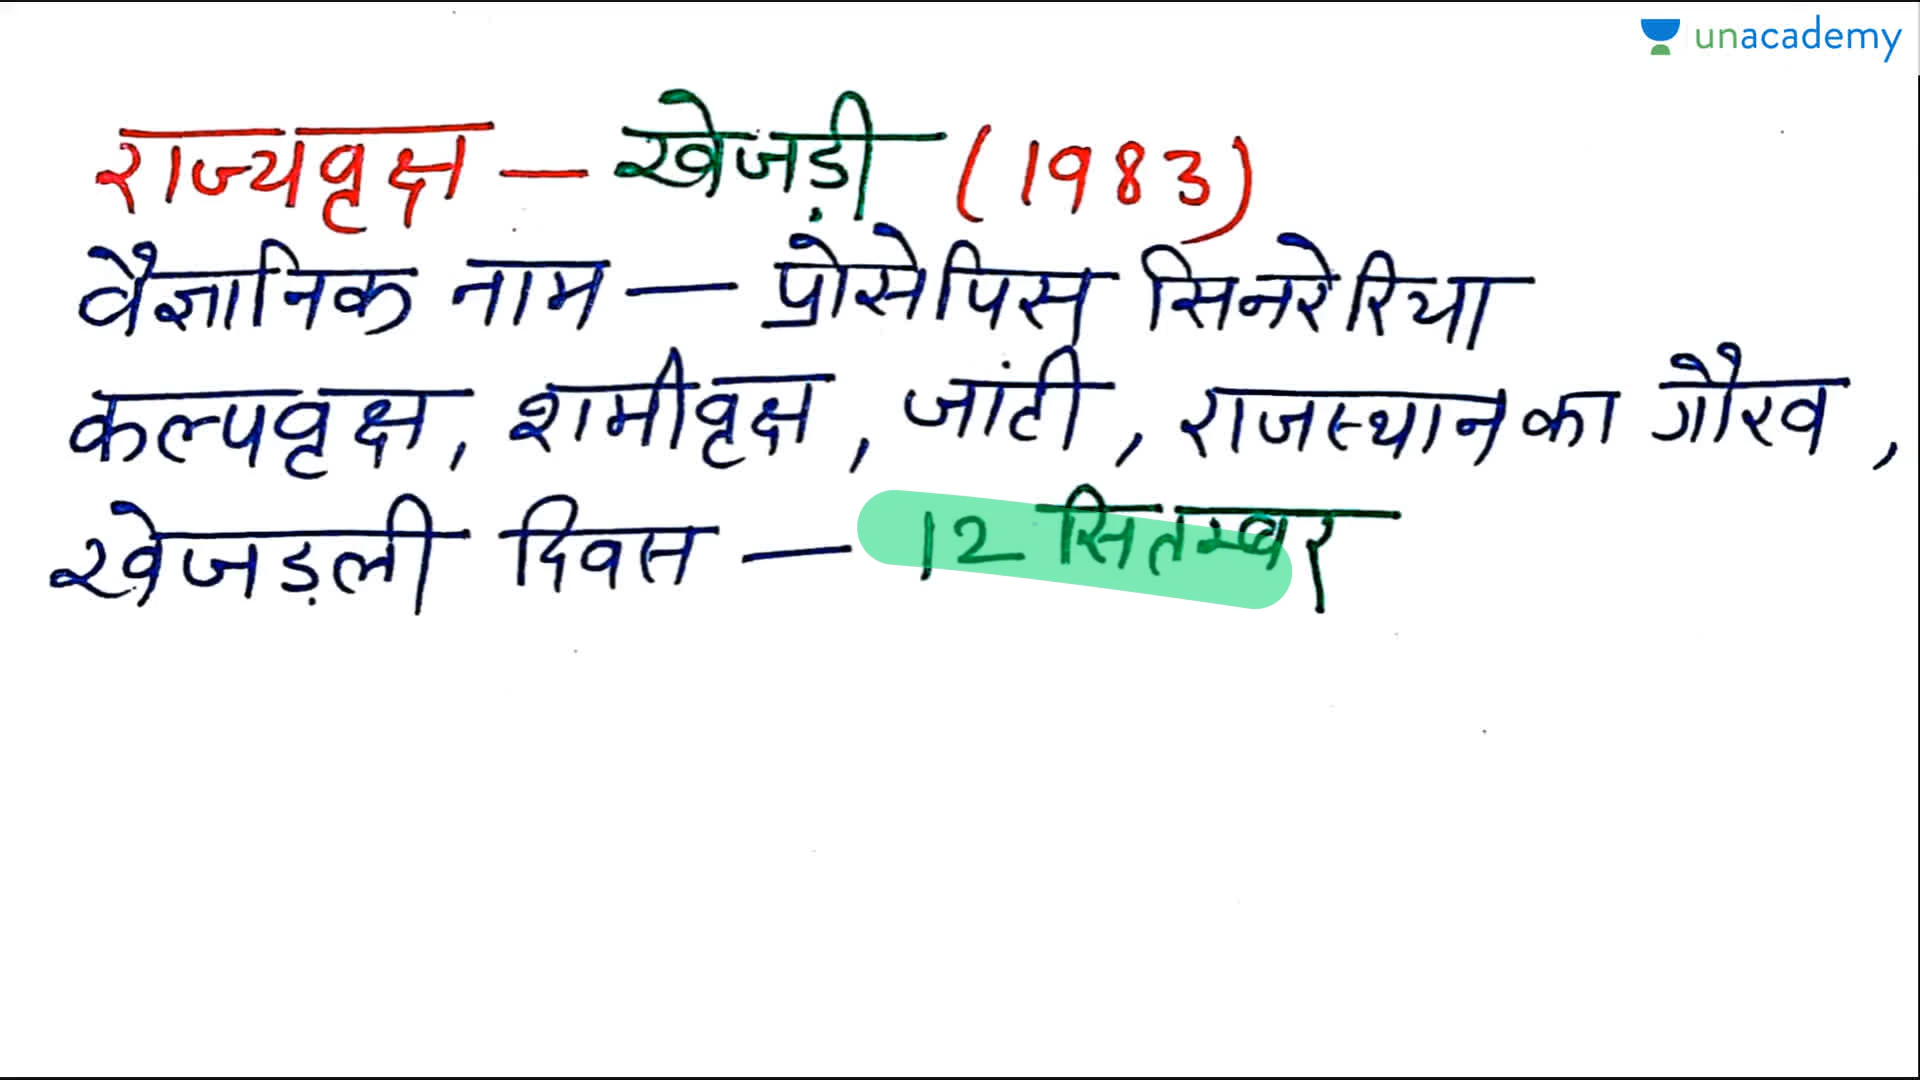 unacademy
राज्यवृक्ष — खेजड़ी (1983)
वैज्ञानिक नाम — प्रोसेपिस सिनरेरिया
कल्पवृक्ष, शमीवृक्ष, जांटी, राजस्थान का गौरव,
खेजड़ली दिवस — 12 सितम्बर